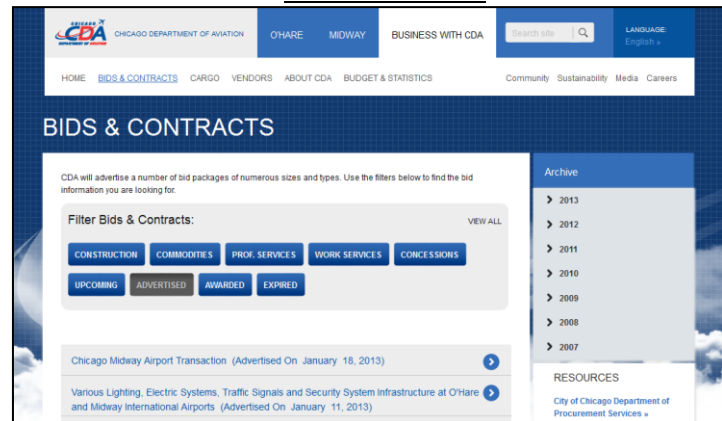 CHICAGO
CDA
DEPARTMENT OF AVIATION
CHICAGO DEPARTMENT OF AVIATION
O'HARE
MIDWAY
BUSINESS WITH CDA
Search site
LANGUAGE:
English »
HOME BIDS & CONTRACTS CARGO VENDORS ABOUT CDA BUDGET & STATISTICS
Community Sustainability Media Careers
BIDS & CONTRACTS
CDA will advertise a number of bid packages of numerous sizes and types. Use the filters below to find the bid
information you are looking for.
Filter Bids & Contracts:
VIEW ALL
CONSTRUCTION COMMODITIES PROF. SERVICES WORK SERVICES CONCESSIONS
UPCOMING ADVERTISED AWARDED EXPIRED
Chicago Midway Airport Transaction (Advertised On January 18, 2013)
Various Lighting, Electric Systems, Traffic Signals and Security System Infrastructure at O'Hare
and Midway International Airports (Advertised On January 11, 2013)
Archive
2013
2012
2011
2010
2009
2008
2007
RESOURCES
City of Chicago Department of
Procurement Services »